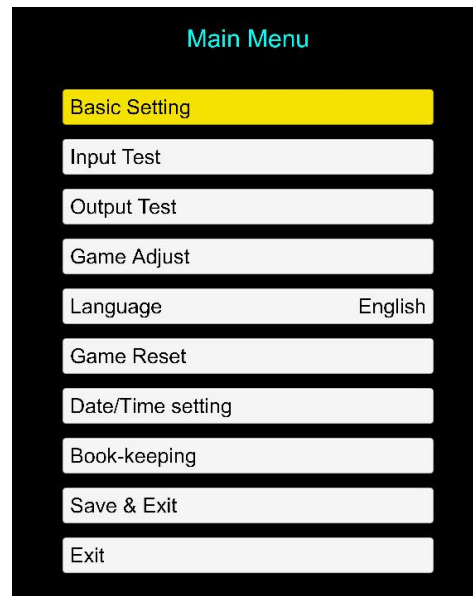 Main Menu
Basic Setting
Input Test
Output Test
Game Adjust
Language English
Game Reset
Date/Time setting
Book-keeping
Save & Exit
Exit